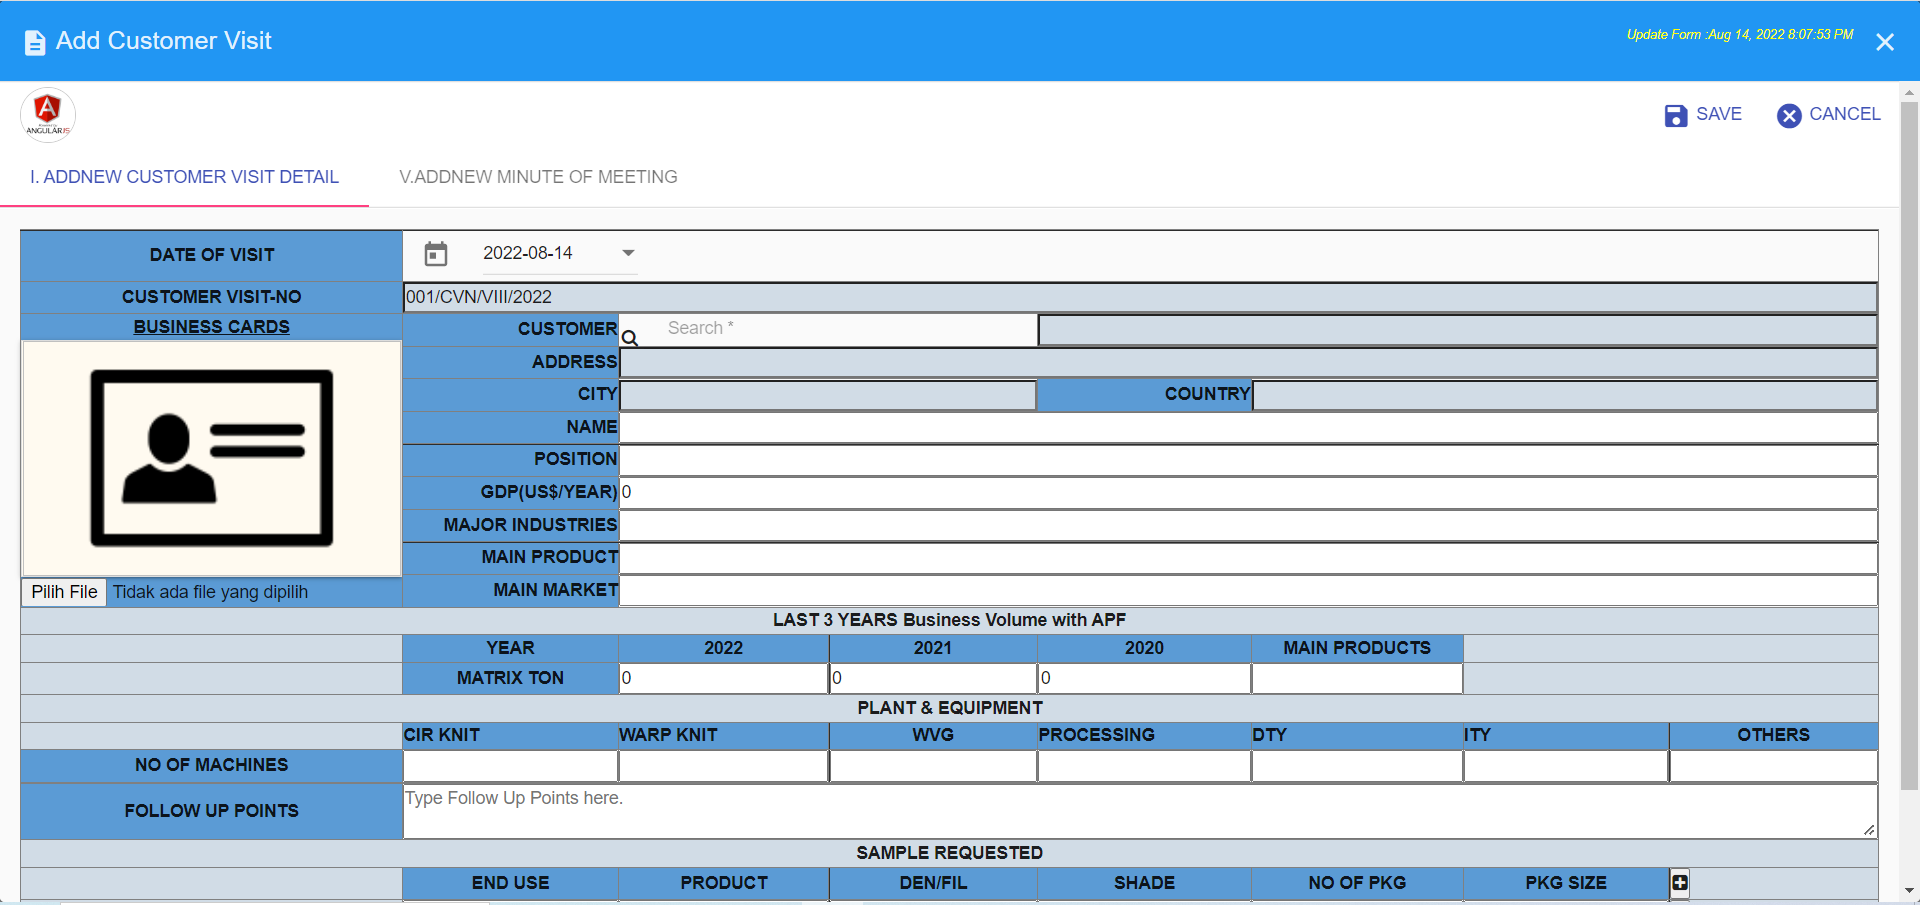 Add Customer Visit
Update Form :Aug 14, 2022 8:07:53 PM
A
ANGULARJS
SAVE
CANCEL
I. ADDNEW CUSTOMER VISIT DETAIL
V.ADDNEW MINUTE OF MEETING
DATE OF VISIT
2022-08-14
CUSTOMER VISIT-NO
001/CVN/VIII/2022
BUSINESS CARDS
CUSTOMER
Search *
ADDRESS
CITY
COUNTRY
NAME
POSITION
GDP(US$/YEAR)
0
MAJOR INDUSTRIES
MAIN PRODUCT
Pilih File
Tidak ada file yang dipilih
MAIN MARKET
LAST 3 YEARS Business Volume with APF
YEAR 2022 2021 2020 MAIN PRODUCTS
MATRIX TON 0 0 0
PLANT & EQUIPMENT
CIR KNIT WARP KNIT WVG PROCESSING DTY ITY OTHERS
NO OF MACHINES
FOLLOW UP POINTS
Type Follow Up Points here.
SAMPLE REQUESTED
END USE PRODUCT DEN/FIL SHADE NO OF PKG PKG SIZE